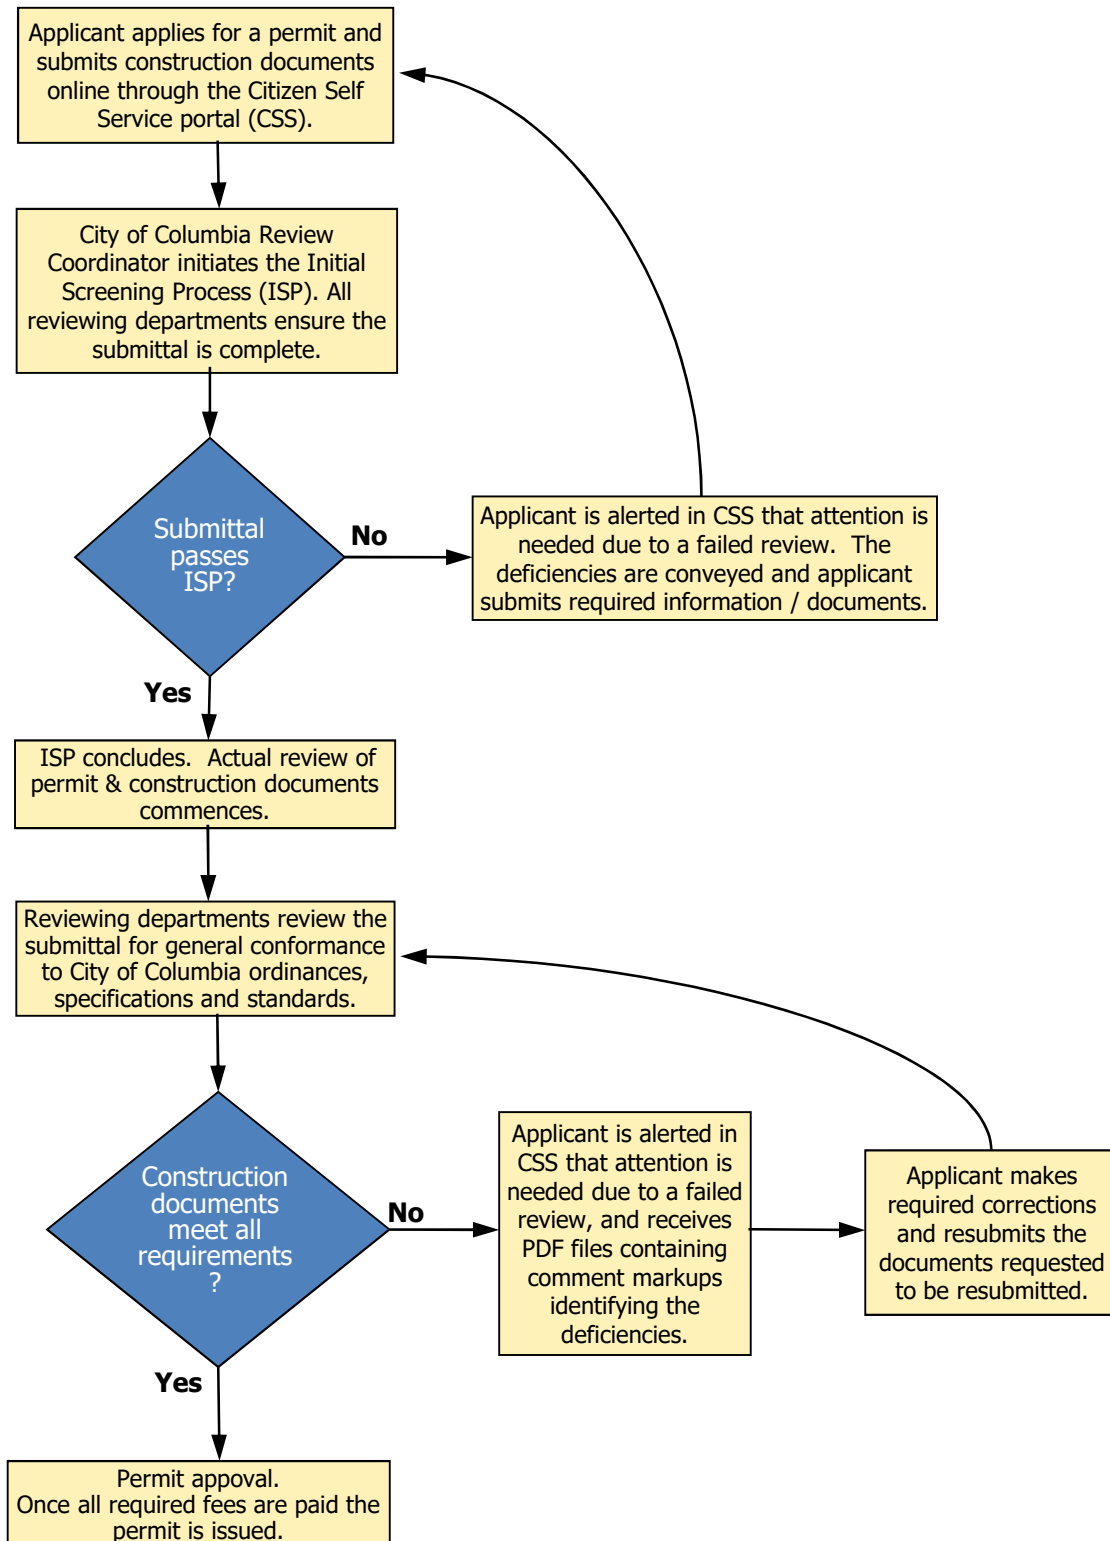 Applicant applies for a permit and
submits construction documents
online through the Citizen Self
Service portal (CSS).
City of Columbia Review
Coordinator initiates the Initial
Screening Process (ISP). All
reviewing departments ensure the
submittal is complete.
Submittal
passes
ISP?
No
Applicant is alerted in CSS that attention is
needed due to a failed review. The
deficiencies are conveyed and applicant
submits required information / documents.
Yes
ISP concludes. Actual review of
permit & construction documents
commences.
Reviewing departments review the
submittal for general conformance
to City of Columbia ordinances,
specifications and standards.
Construction
documents
meet all
requirements
?
No
Applicant is alerted in
CSS that attention is
needed due to a failed
review, and receives
PDF files containing
comment markups
identifying the
deficiencies.
Applicant makes
required corrections
and resubmits the
documents requested
to be resubmitted.
Yes
Permit appoval.
Once all required fees are paid the
permit is issued.